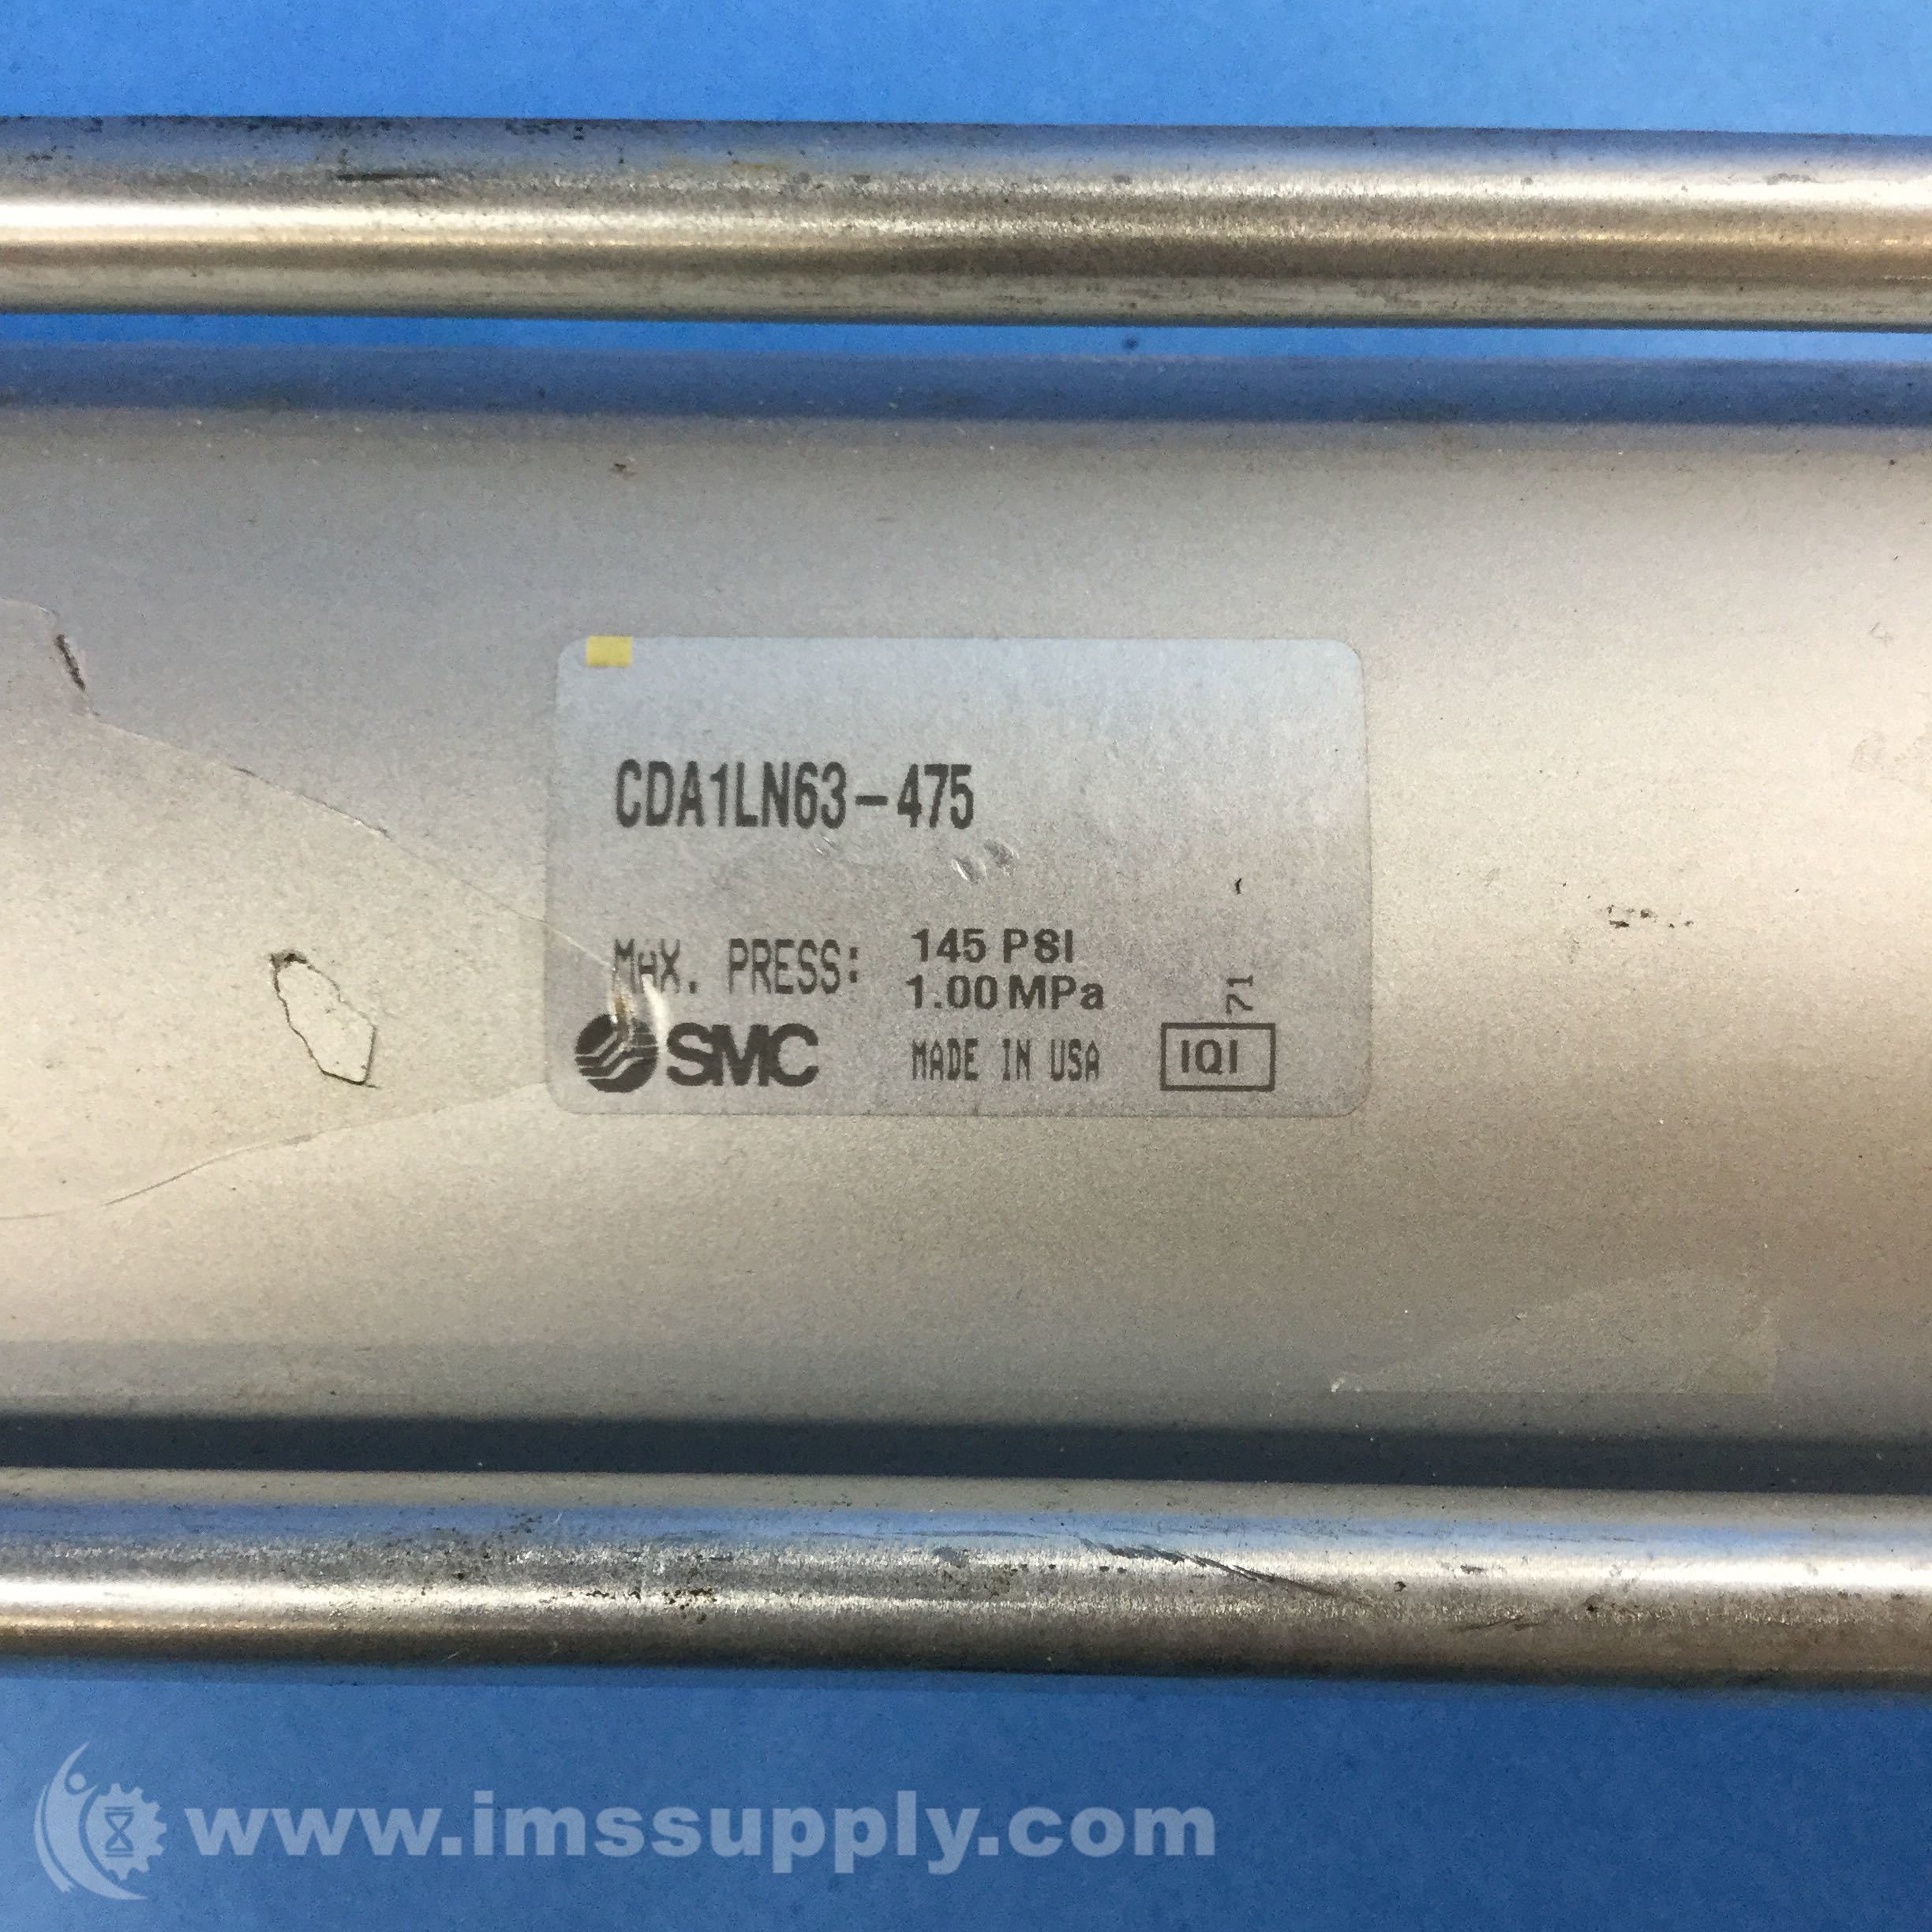 CDA1LN63-475
MAX. PRESS: 145 PSI
1.00 MPa
71
SMC MADE IN USA IQI
www.imssupply.com